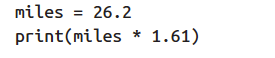 miles = 26.2
print(miles * 1.61)